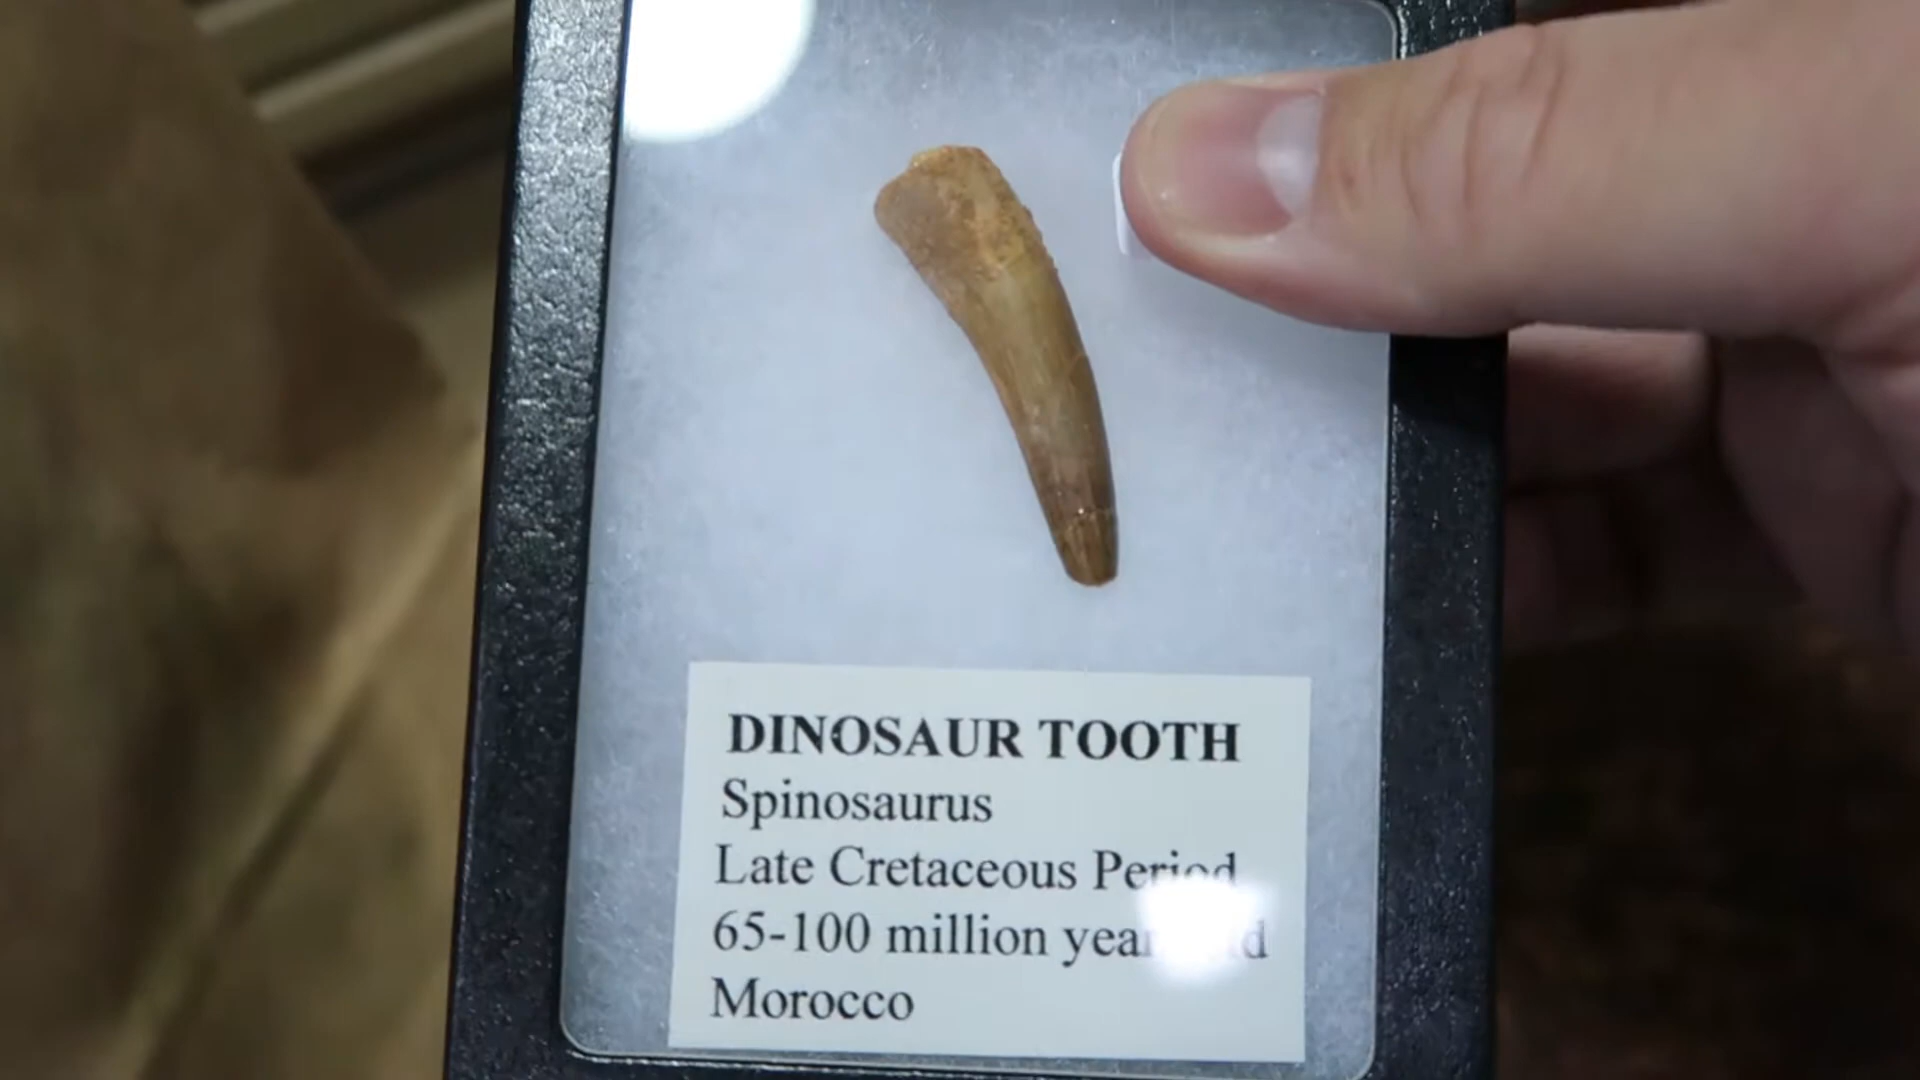 DINOSAUR TOOTH
Spinosaurus
Late Cretaceous Period
65-100 million
Morocco